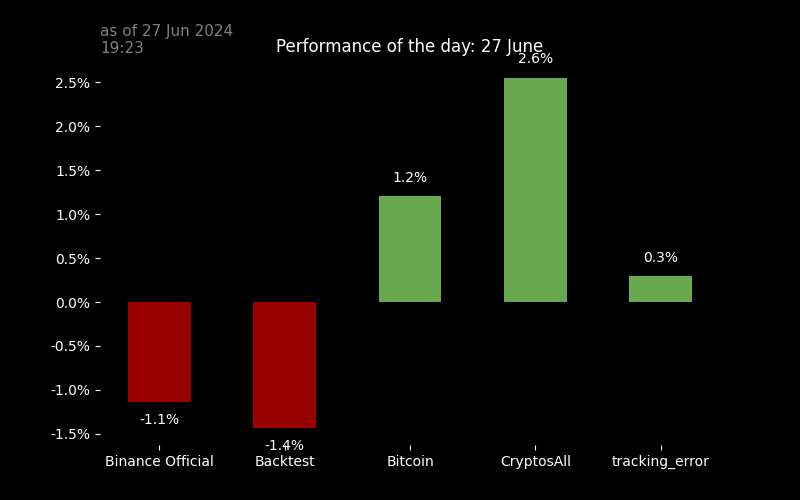 as of 27 Jun 2024
19:23
Performance of the day: 27 June
2.6%
2.5%
2.0%
1.5%
1.2%
1.0%
0.5%
0.3%
0.0%
-0.5%
-1.0%
-1.1%
-1.5%
-1.4%
Binance Official
Backtest
Bitcoin
CryptosAll
tracking_error